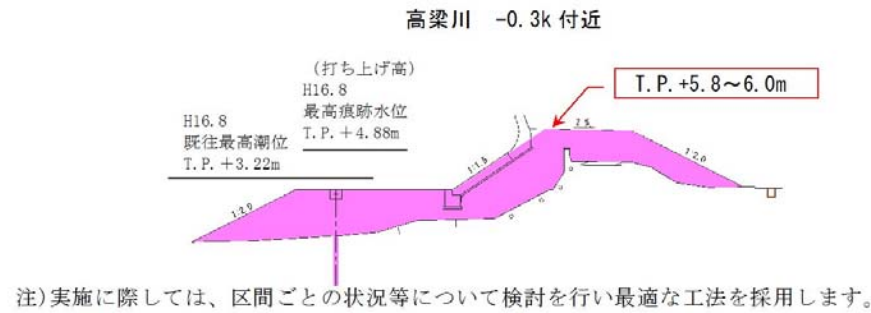 高梁川 -0.3k 付近
T.P.+5.8～6.0m
(打ち上げ高)
H16.8
最高痕跡水位
T.P.＋4.88m
H16.8
既往最高潮位
T.P.＋3.22m
1:2.0
1:1.5
1:2.0
注)実施に際しては、区間ごとの状況等について検討を行い最適な工法を採用します。